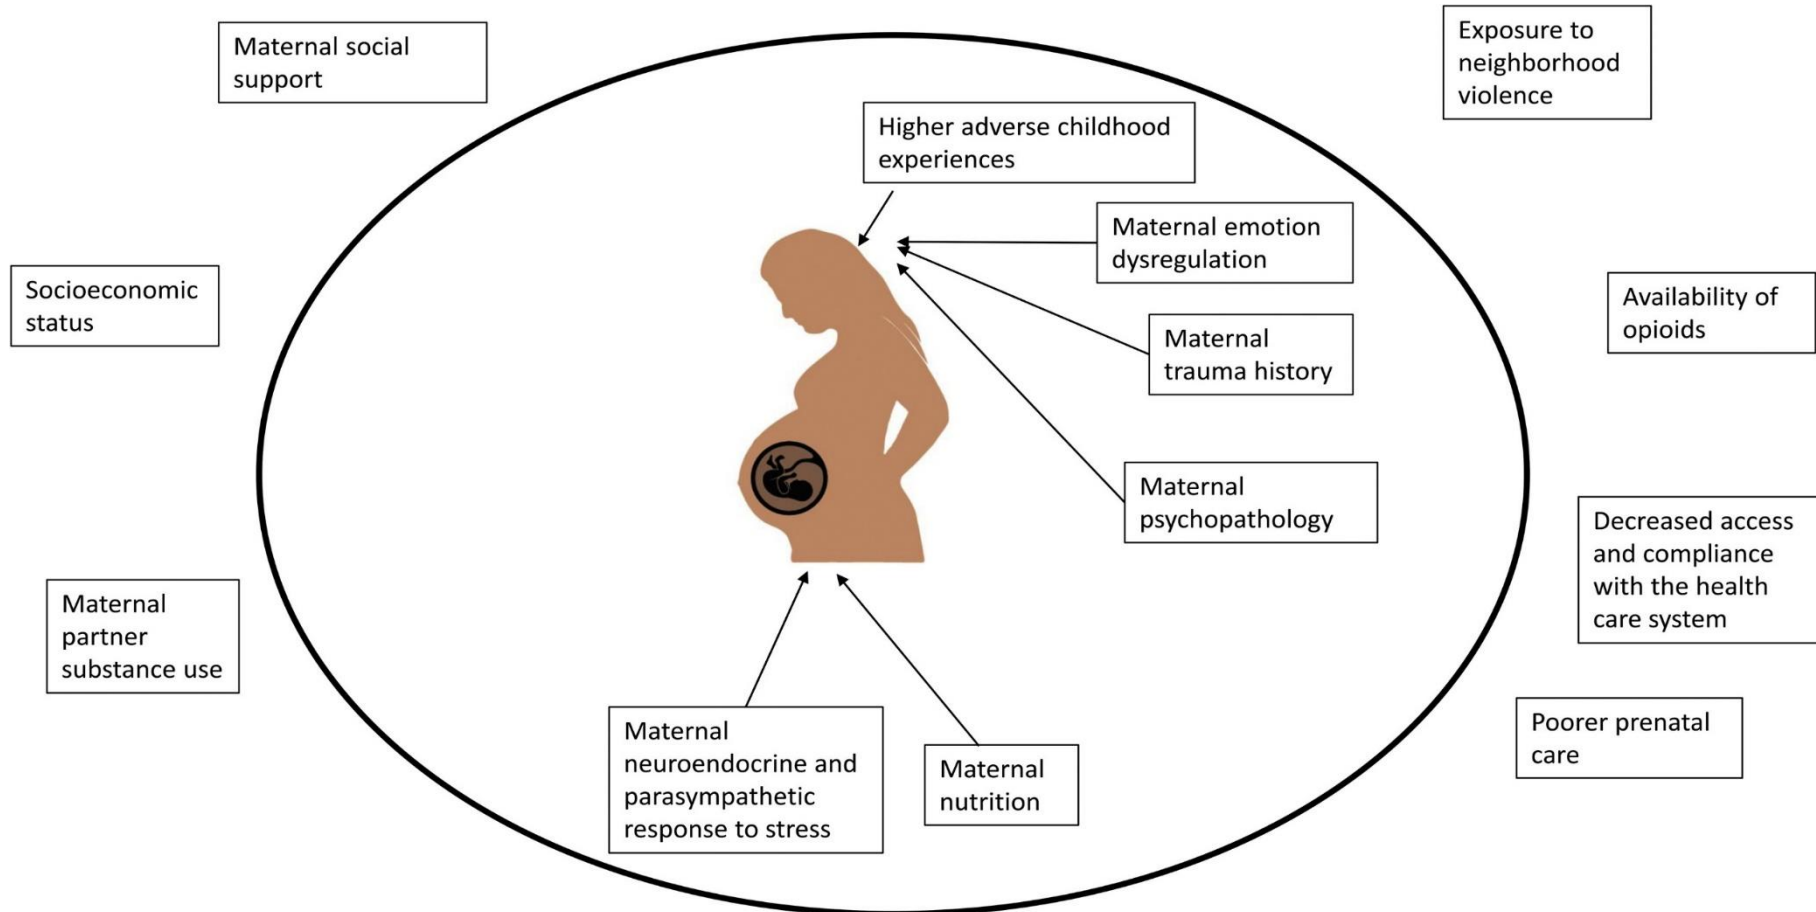 Maternal social
support
Exposure to
neighborhood
violence
Higher adverse childhood
experiences
Maternal emotion
dysregulation
Socioeconomic
status
Availability of
opioids
Maternal
trauma history
Maternal
psychopathology
Decreased access
and compliance
with the health
care system
Maternal
partner
substance use
Poorer prenatal
care
Maternal
neuroendocrine and
parasympathetic
response to stress
Maternal
nutrition